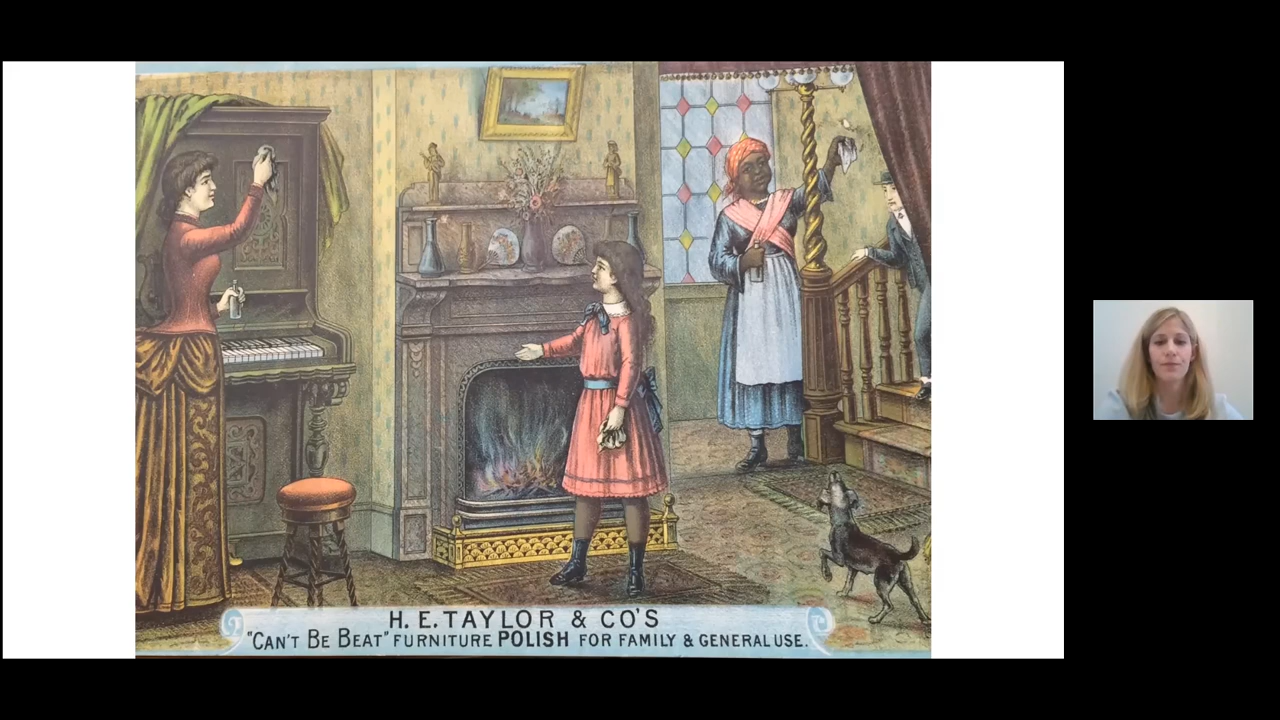 H. E. TAYLOR & CO'S
"CAN'T BE BEAT" FURNITURE POLISH FOR FAMILY & GENERAL USE.